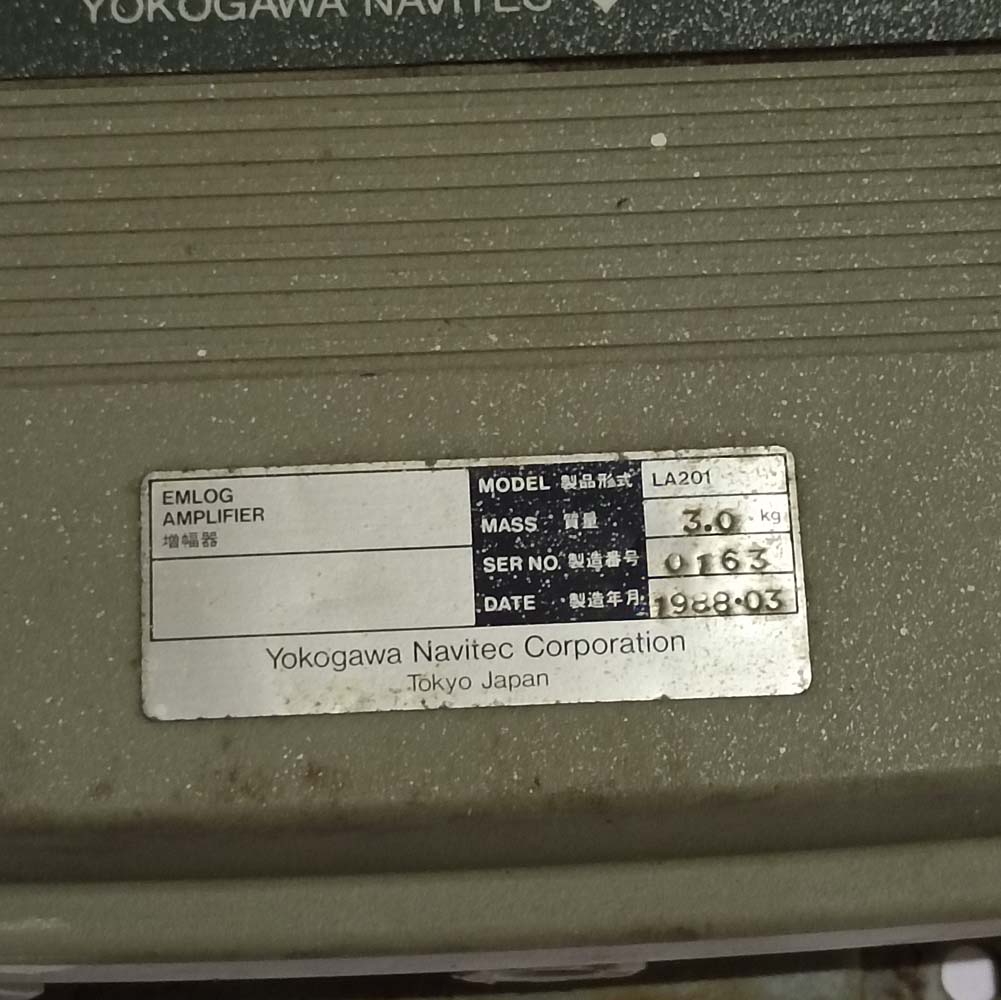 YOKOGAWA NAVITEC
EMLOG
AMPLIFIER
増幅器
MODEL 製品形式 LA201
MASS 質量 3.0 kg
SER NO. 製造番号 0163
DATE 製造年月 1988.03
Yokogawa Navitec Corporation
Tokyo Japan